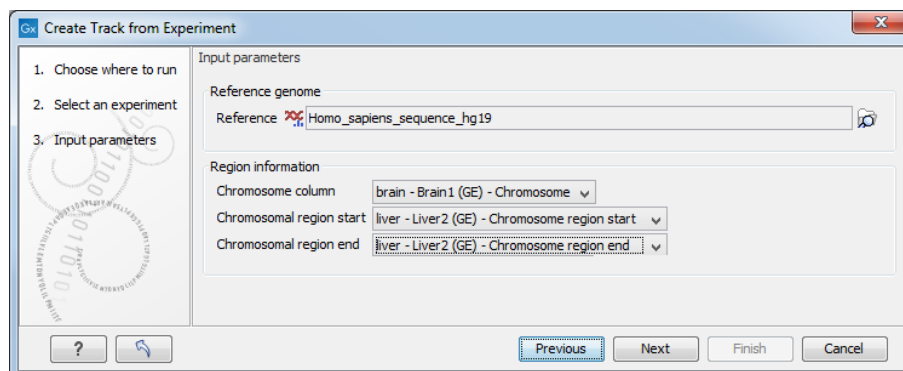 Gx Create Track from Experiment
X
1. Choose where to run
2. Select an experiment
3. Input parameters
Input parameters
Reference genome
Reference Homo_sapiens_sequence_hg19
Region information
Chromosome column brain - Brain1 (GE) - Chromosome
Chromosomal region start liver - Liver2 (GE) - Chromosome region start
Chromosomal region end liver - Liver2 (GE) - Chromosome region end
? Previous Next Finish Cancel